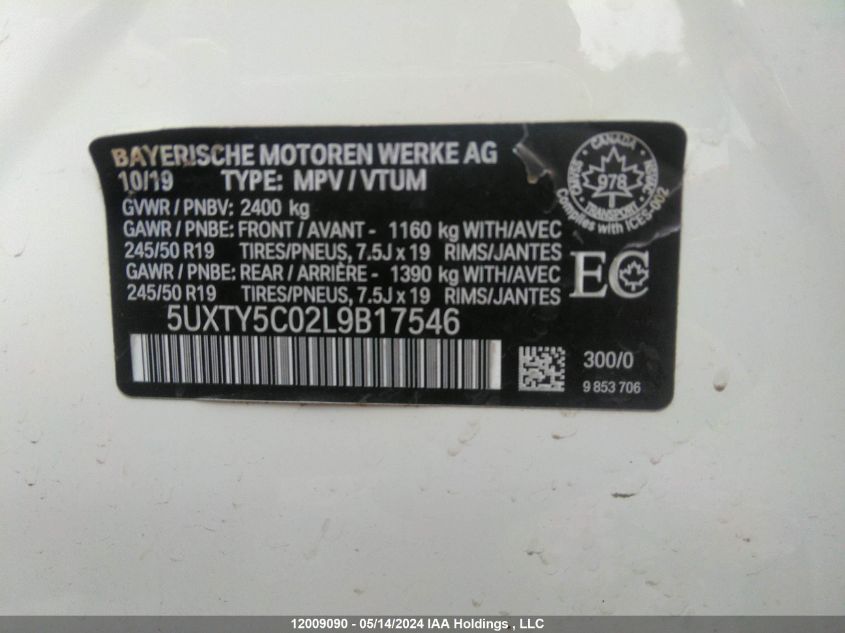 BAYERISCHE MOTOREN WERKE AG
10/19 TYPE: MPV / VTUM
GVWR / PNBV: 2400 kg
GAWR / PNBE: FRONT / AVANT - 1160 kg WITH/AVEC
245/50 R19 TIRES/PNEUS, 7.5J x 19 RIMS/JANTES
GAWR / PNBE: REAR / ARRIÈRE - 1390 kg WITH/AVEC
245/50 R19 TIRES/PNEUS, 7.5J x 19 RIMS/JANTES
5UXTY5C02L9B17546
CANADA
978
TRANSPORT
Complies with ICES-002
EC
300/0
9 853 706
12009090 - 05/14/2024 IAA Holdings , LLC